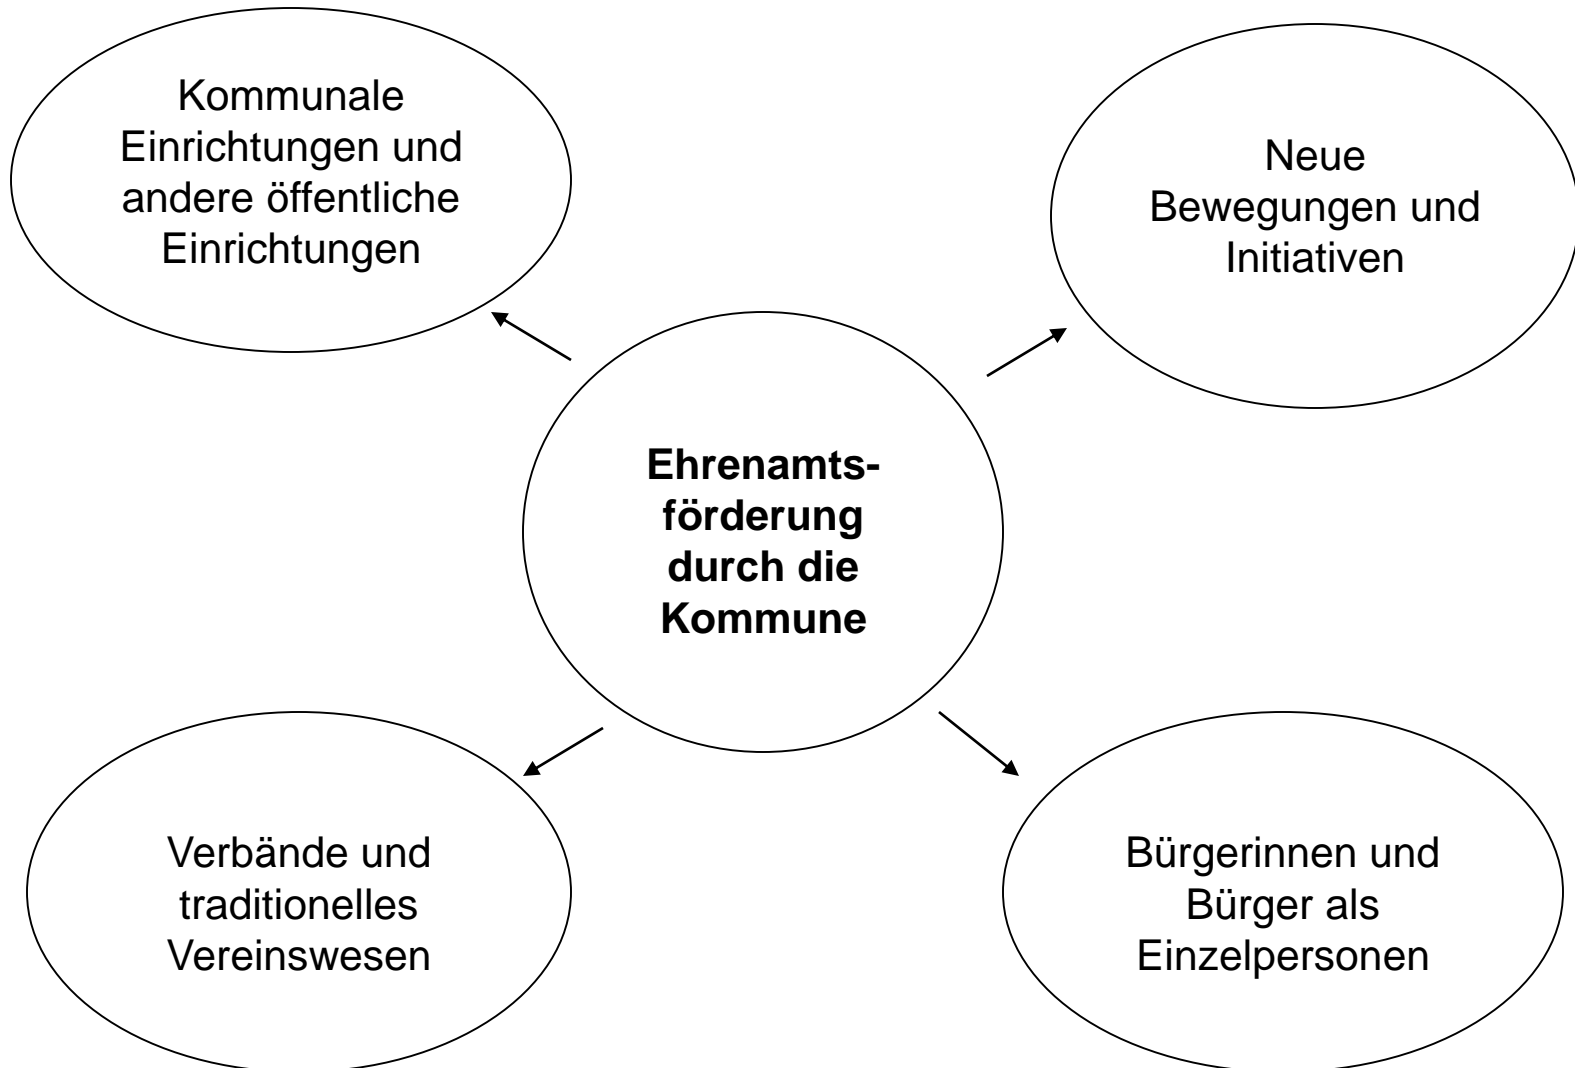 Kommunale
Einrichtungen und
andere öffentliche
Einrichtungen
Neue
Bewegungen und
Initiativen
Ehrenamts-
förderung
durch die
Kommune
Verbände und
traditionelles
Vereinswesen
Bürgerinnen und
Bürger als
Einzelpersonen